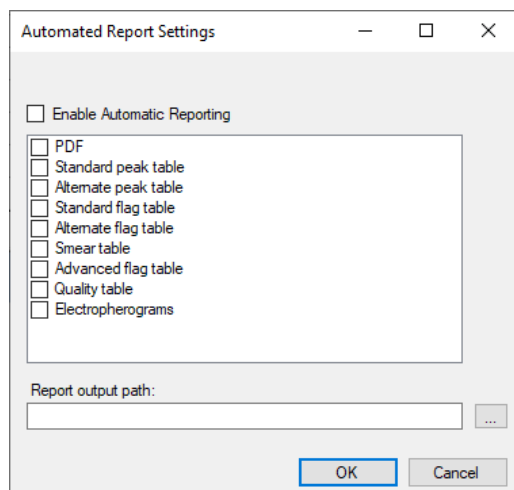 Automated Report Settings
Enable Automatic Reporting
PDF
Standard peak table
Alternate peak table
Standard flag table
Alternate flag table
Smear table
Advanced flag table
Quality table
Electropherograms
Report output path:
...
OK Cancel